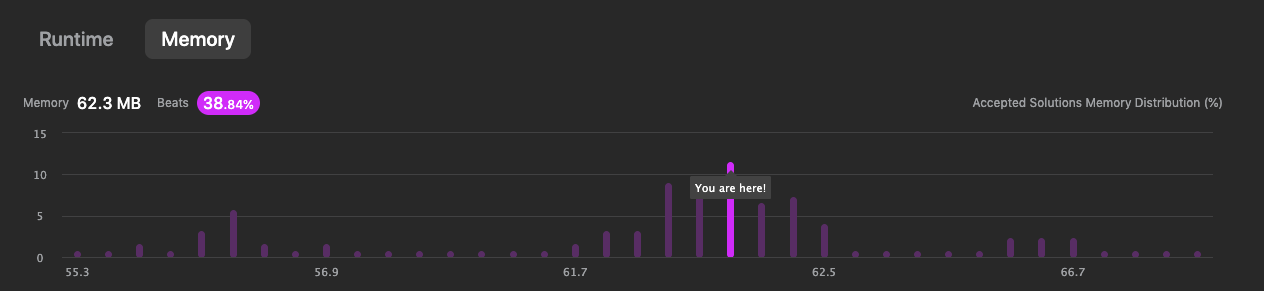 Runtime Memory
Memory 62.3 MB Beats 38.84% Accepted Solutions Memory Distribution (%)
15
10
You are here!
5
0
55.3 56.9 61.7 62.5 66.7